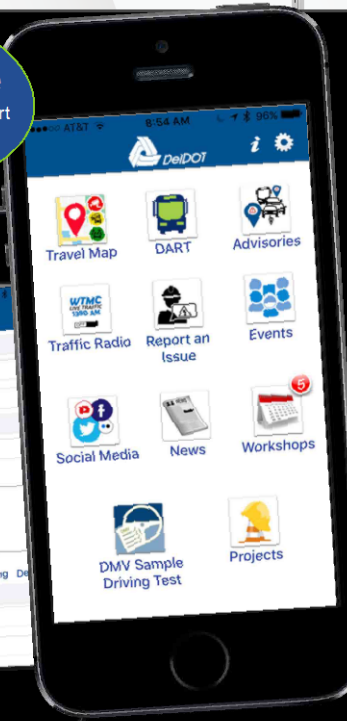 rt
AT&T 8:54 AM 96%
DelDOT
i
Travel Map DART Advisories
WTMC
LIVE TRAFFIC
1380 AM
Traffic Radio Report an Issue Events
NEWS
5
Social Media News Workshops
DMV Sample
Driving Test Projects